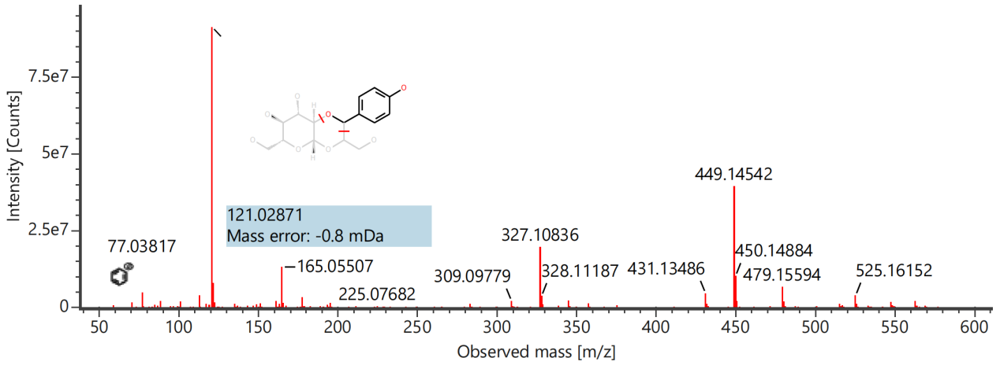 Intensity [Counts]
7.5e7
5e7
2.5e7
0
77.03817
121.02871
Mass error: -0.8 mDa
165.05507
225.07682
309.09779
327.10836
328.11187
431.13486
449.14542
450.14884
479.15594
525.16152
O
O
O
O
O
O
O
O
H
H
50
100
150
200
250
300
350
400
450
500
550
600
Observed mass [m/z]